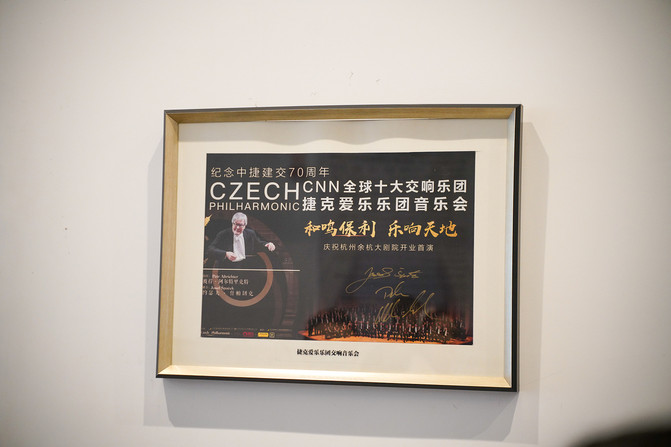 纪念中捷建交70周年
CZECH
PHILHARMONIC
CNN全球十大交响乐团
捷克爱乐乐团音乐会
和鸣保利 乐响天地
庆祝杭州余杭大剧院开业首演
捷克爱乐乐团交响音乐会